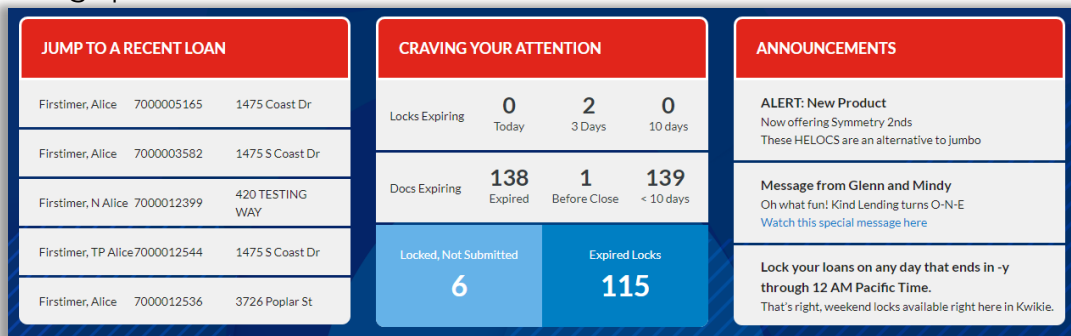 JUMP TO A RECENT LOAN
Firstimer, Alice 7000005165 1475 Coast Dr
Firstimer, Alice 7000003582 1475 S Coast Dr
Firstimer, N Alice 7000012399 420 TESTING
WAY
Firstimer, TP Alice 7000012544 1475 S Coast Dr
Firstimer, Alice 7000012536 3726 Poplar St
CRAVING YOUR ATTENTION
Locks Expiring 0 2 0
Today 3 Days 10 days
Docs Expiring 138 1 139
Expired Before Close < 10 days
Locked, Not Submitted Expired Locks
6 115
ANNOUNCEMENTS
ALERT: New Product
Now offering Symmetry 2nds
These HELOCS are an alternative to jumbo
Message from Glenn and Mindy
Oh what fun! Kind Lending turns O-N-E
Watch this special message here
Lock your loans on any day that ends in -y
through 12 AM Pacific Time.
That's right, weekend locks available right here in Kwikie.